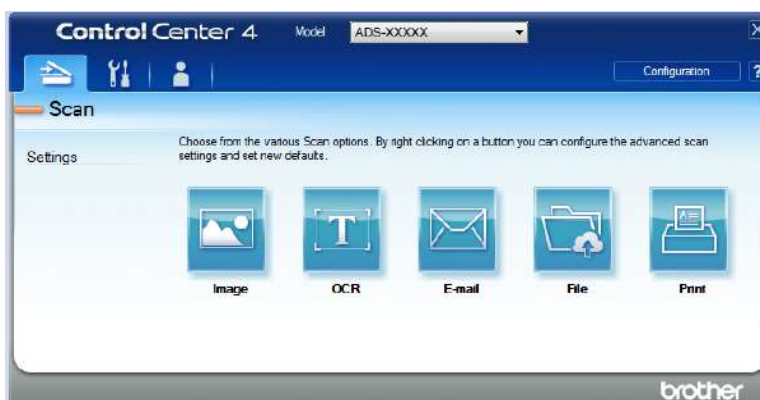 Control Center 4 Model ADS-XXXXX
Configuration ?
Scan
Settings
Choose from the various Scan options. By right clicking on a button you can configure the advanced scan
settings and set new defaults.
T
Image OCR E-mail File Print
brother